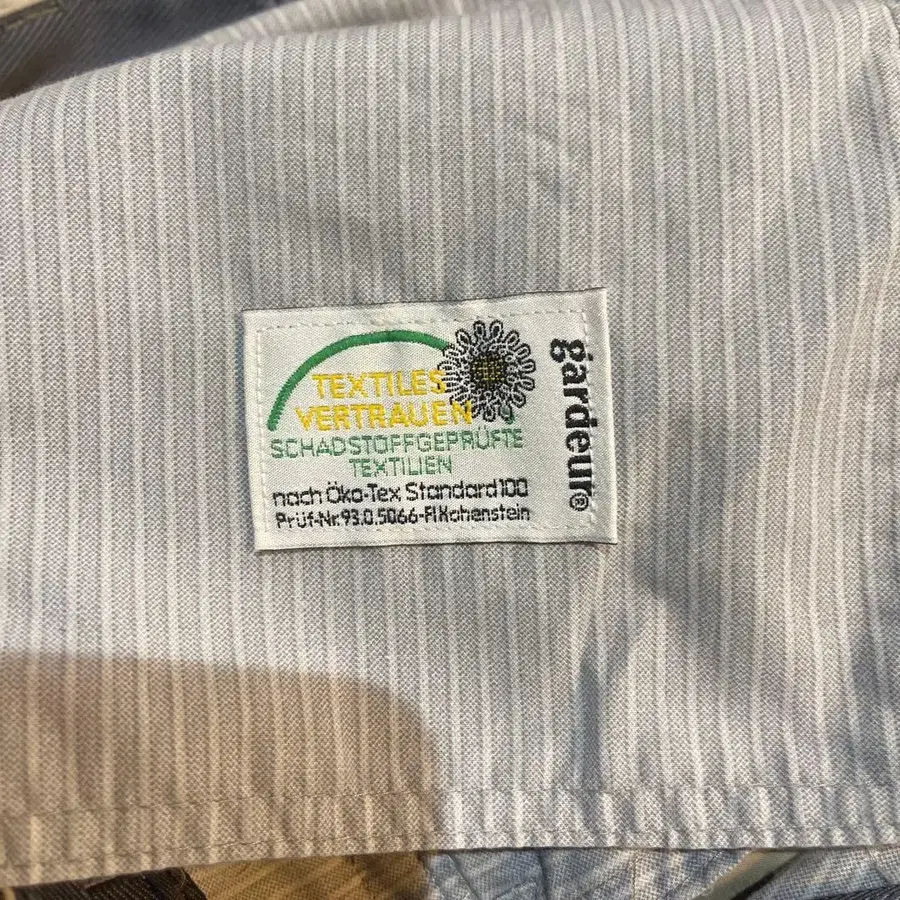 TEXTILES
VERTRAUEN
SCHADSTOFFGEPRÜFTE
TEXTILIEN
nach Öko-Tex Standard 100
Prüf-Nr. 93.0.5066-FI Hohenstein
gardeur®